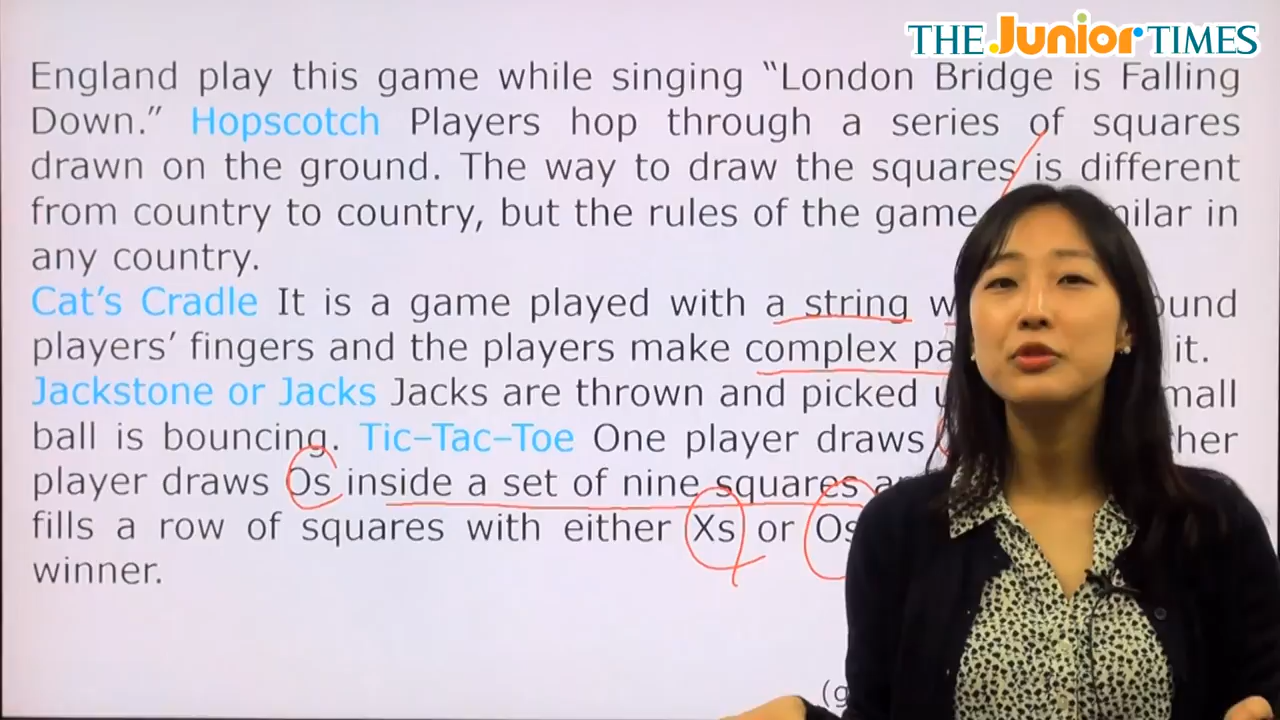 THE Junior TIMES
England play this game while singing “London Bridge is Falling
Down.” Hopscotch Players hop through a series of squares
drawn on the ground. The way to draw the squares is different
from country to country, but the rules of the game in
any country.
Cat’s Cradle It is a game played with a string
players’ fingers and the players make complex it.
Jackstone or Jacks Jacks are thrown and picked
ball is bouncing. Tic–Tac–Toe One player draws
player draws Os inside a set of nine squares
fills a row of squares with either Xs or Os
winner.